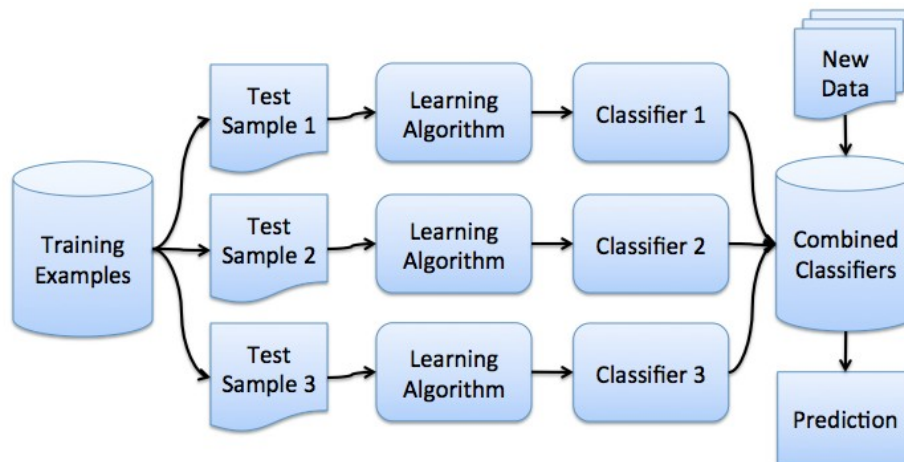 Training
Examples
Test
Sample 1
Learning
Algorithm
Classifier 1
Test
Sample 2
Learning
Algorithm
Classifier 2
Test
Sample 3
Learning
Algorithm
Classifier 3
New
Data
Combined
Classifiers
Prediction